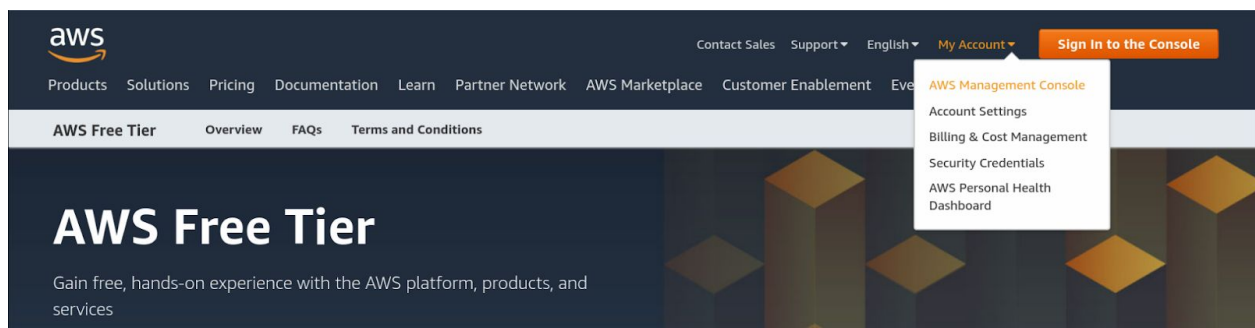 aws
Contact Sales Support English My Account Sign In to the Console
Products Solutions Pricing Documentation Learn Partner Network AWS Marketplace Customer Enablement
AWS Management Console
Account Settings
Billing & Cost Management
Security Credentials
AWS Personal Health
Dashboard
AWS Free Tier Overview FAQs Terms and Conditions
AWS Free Tier
Gain free, hands-on experience with the AWS platform, products, and
services